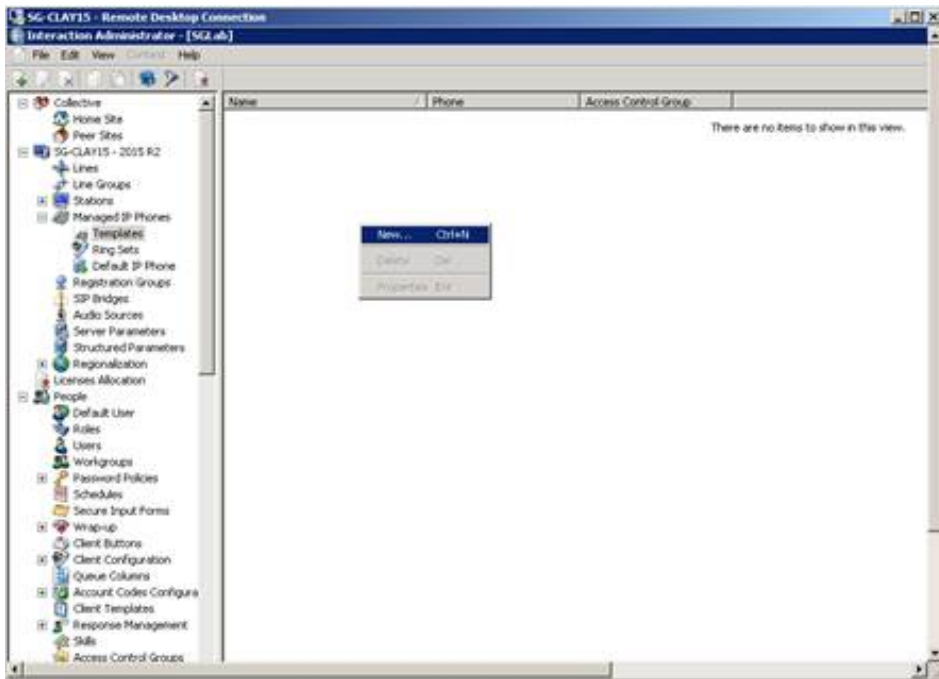 SG-CLAY15 - Remote Desktop Connection
Interaction Administrator - [SGLab]
File Edit View Context Help
Name / Phone Access Control Group
There are no items to show in this view.
Collective
Home Site
Peer Sites
SG-CLAY15 - 2015 R2
Lines
Line Groups
Stations
Managed IP Phones
Templates
Ring Sets
Default IP Phone
Registration Groups
SIP Bridges
Audio Sources
Server Parameters
Structured Parameters
Regionalization
Licenses Allocation
People
Default User
Roles
Users
Workgroups
Password Policies
Schedules
Secure Input Forms
Wrap-up
Client Buttons
Client Configuration
Queue Columns
Account Codes Configura
Client Templates
Response Management
Skills
Access Control Groups
New... Ctrl+N
Delete Del
Properties Ent